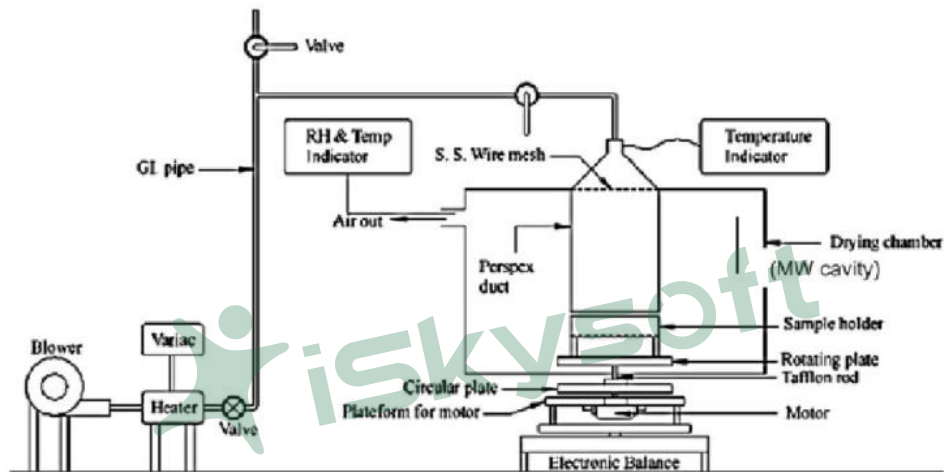 Valve
RH & Temp
Indicator
S. S. Wire mesh
Temperature
Indicator
GI. pipe
Air out
Perspex
duct
Drying chamber
(MW cavity)
iSkysoft
Sample holder
Blower
Variac
Rotating plate
Tafflon rod
Circular plate
Heater
Plateform for motor
Motor
Valve
Electronic Balance